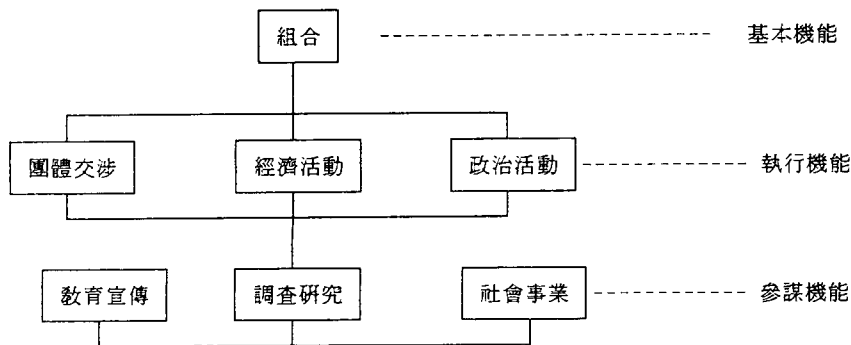 組合 基本機能
團體交涉 經濟活動 政治活動 執行機能
教育宣傳 調查研究 社會事業 參謀機能